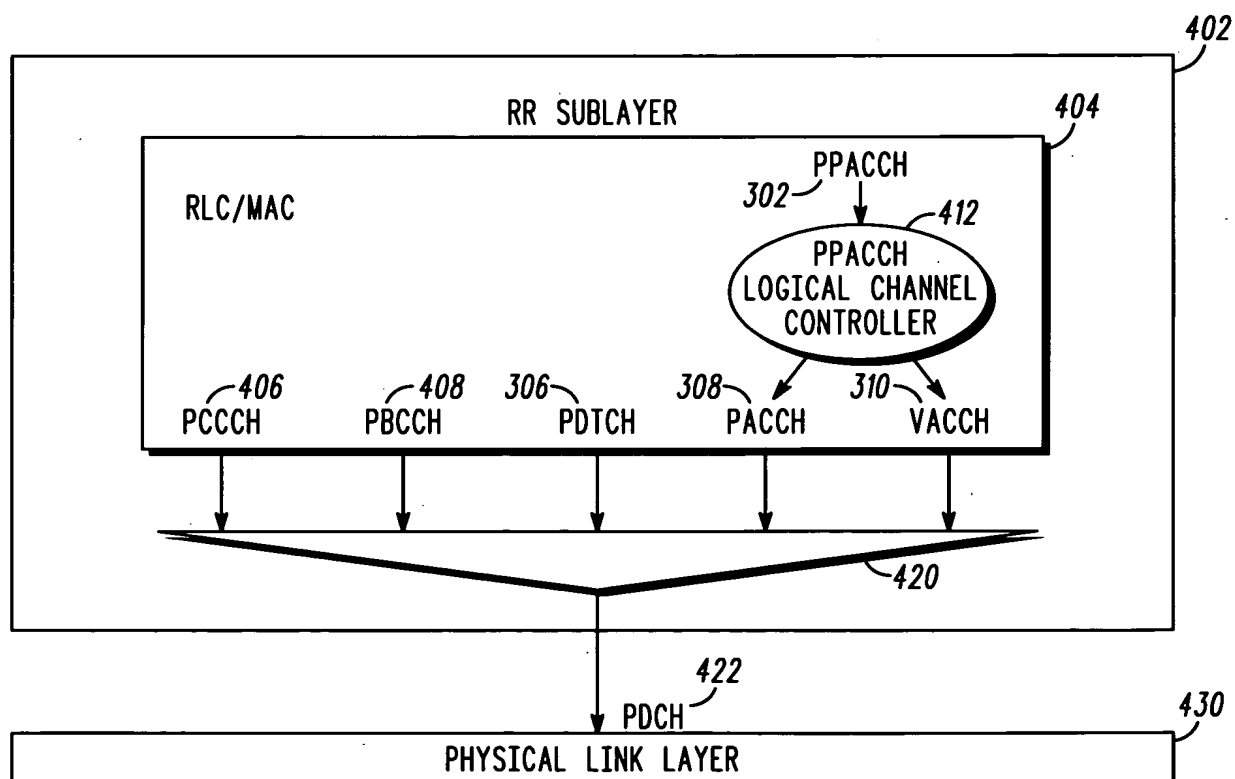 402
RR SUBLAYER
404
PPACCH
302
RLC/MAC
412
PPACCH
LOGICAL CHANNEL
CONTROLLER
406 408 306 308 310
PCCCH PBCCH PDTCH PACCH VACCH
420
422
PDCH
430
PHYSICAL LINK LAYER